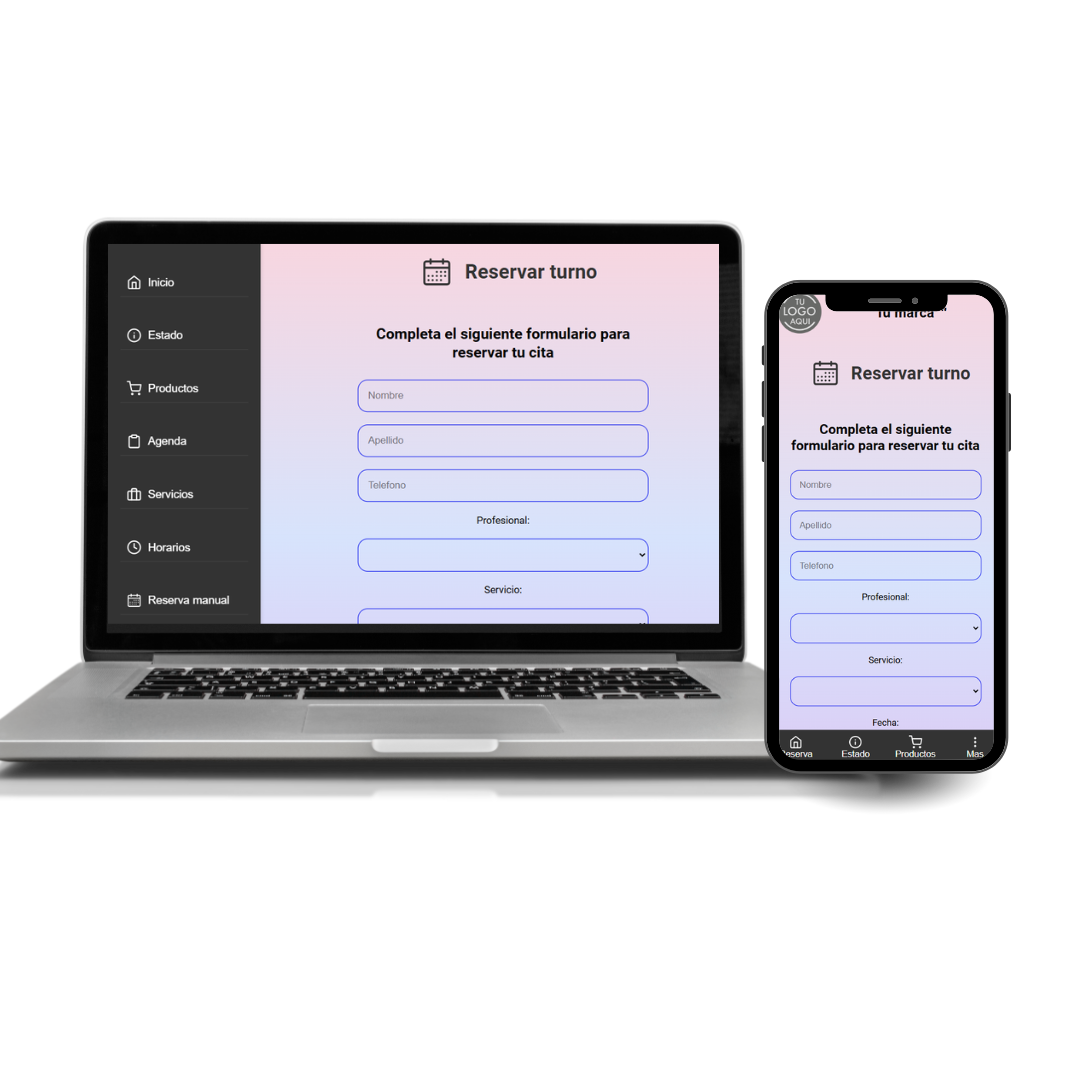 Inicio
Estado
Productos
Agenda
Servicios
Horarios
Reserva manual
Reservar turno
Completa el siguiente formulario para
reservar tu cita
Nombre
Apellido
Telefono
Profesional:
Servicio:
TU
LOGO
AQUI
Tu marca
Reservar turno
Completa el siguiente
formulario para reservar tu cita
Nombre
Apellido
Telefono
Profesional:
Servicio:
Fecha:
eserva
Estado
Productos
Mas